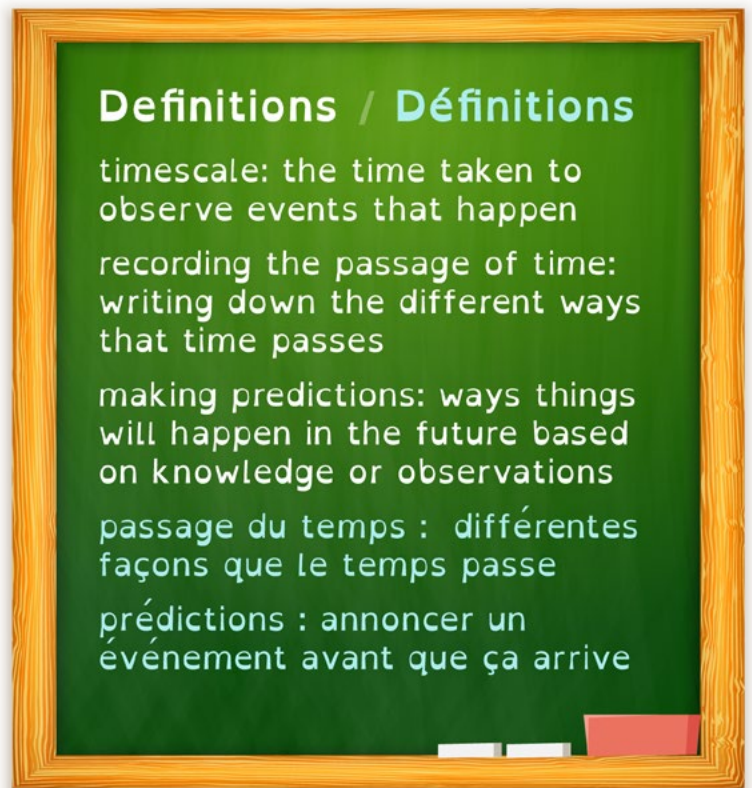 Definitions / Définitions
timescale: the time taken to
observe events that happen
recording the passage of time:
writing down the different ways
that time passes
making predictions: ways things
will happen in the future based
on knowledge or observations
passage du temps :  différentes
façons que le temps passe
prédictions : annoncer un
événement avant que ça arrive